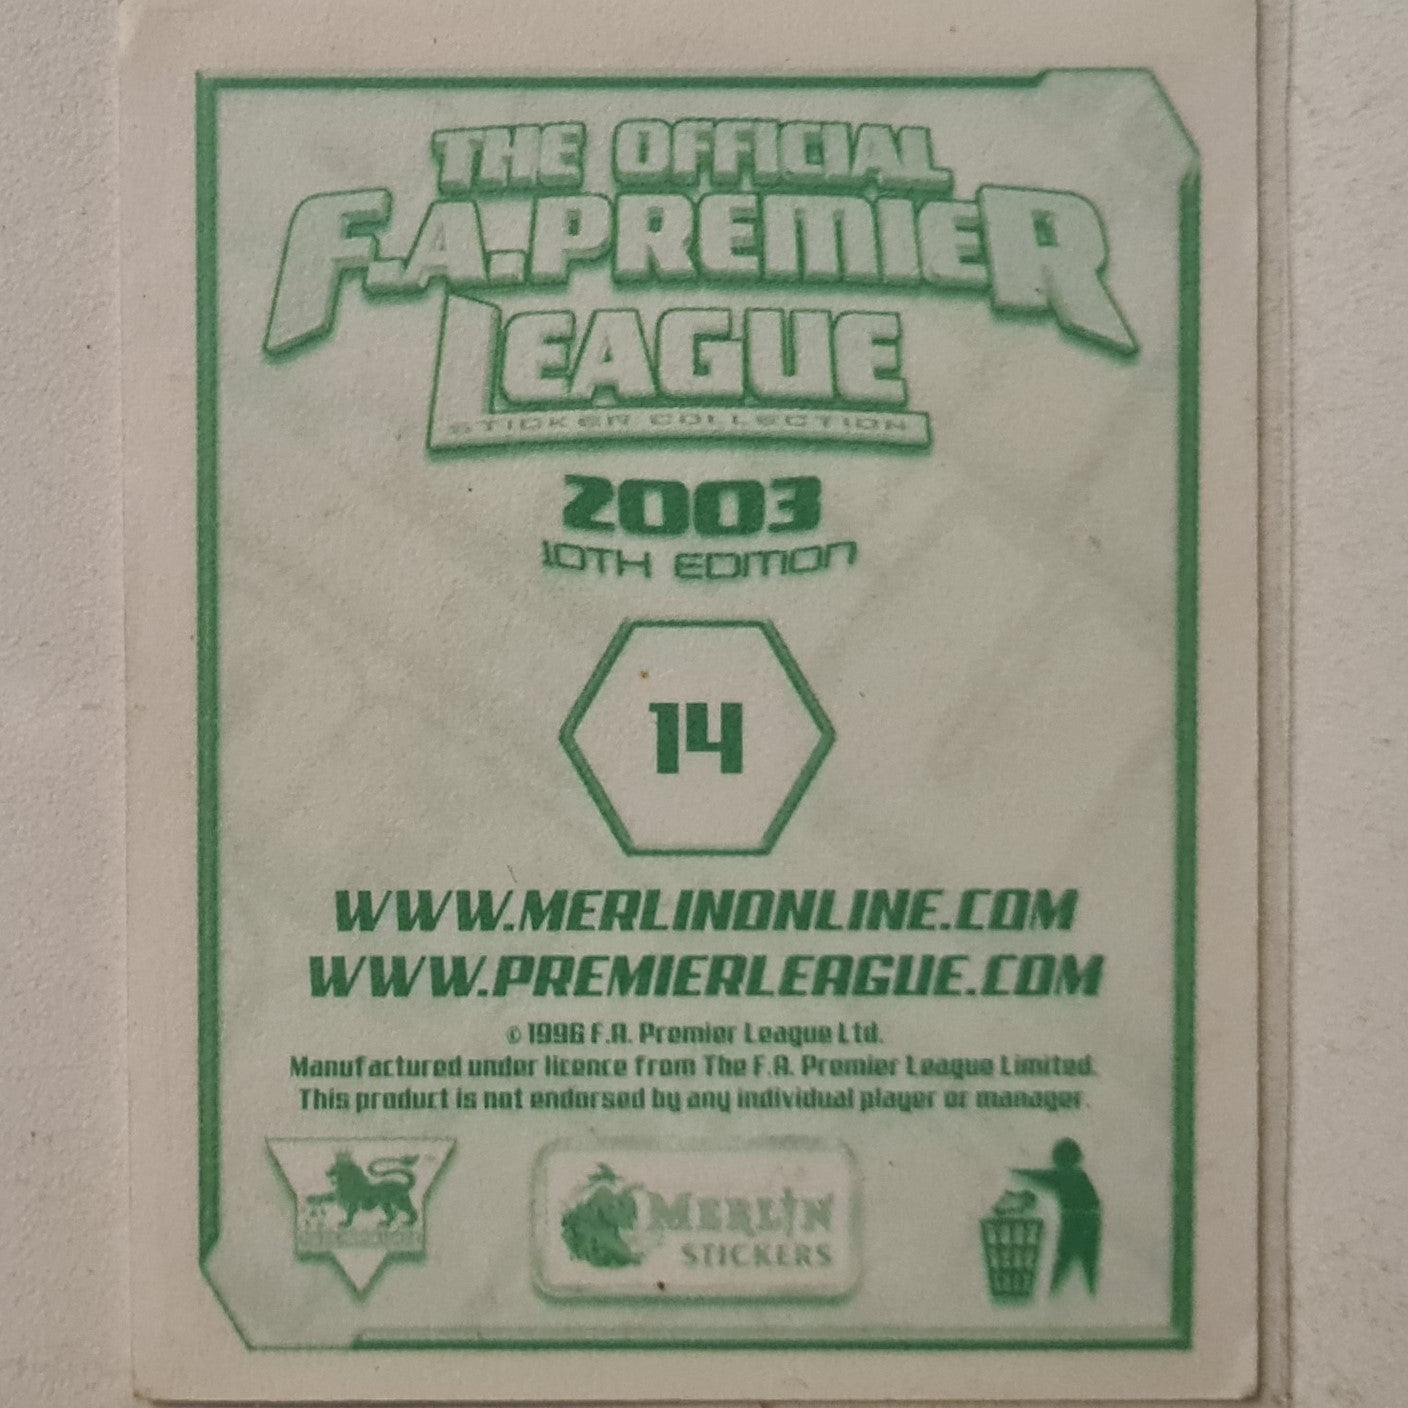 THE OFFICIAL
F.A. PREMIER
LEAGUE
STICKER COLLECTION
2003
10TH EDITION
14
WWW.MERLINONLINE.COM
WWW.PREMIERLEAGUE.COM
© 1996 F.A. Premier League Ltd.
Manufactured under licence from The F.A. Premier League Limited.
This product is not endorsed by any individual player or manager.
MERLIN
STICKERS